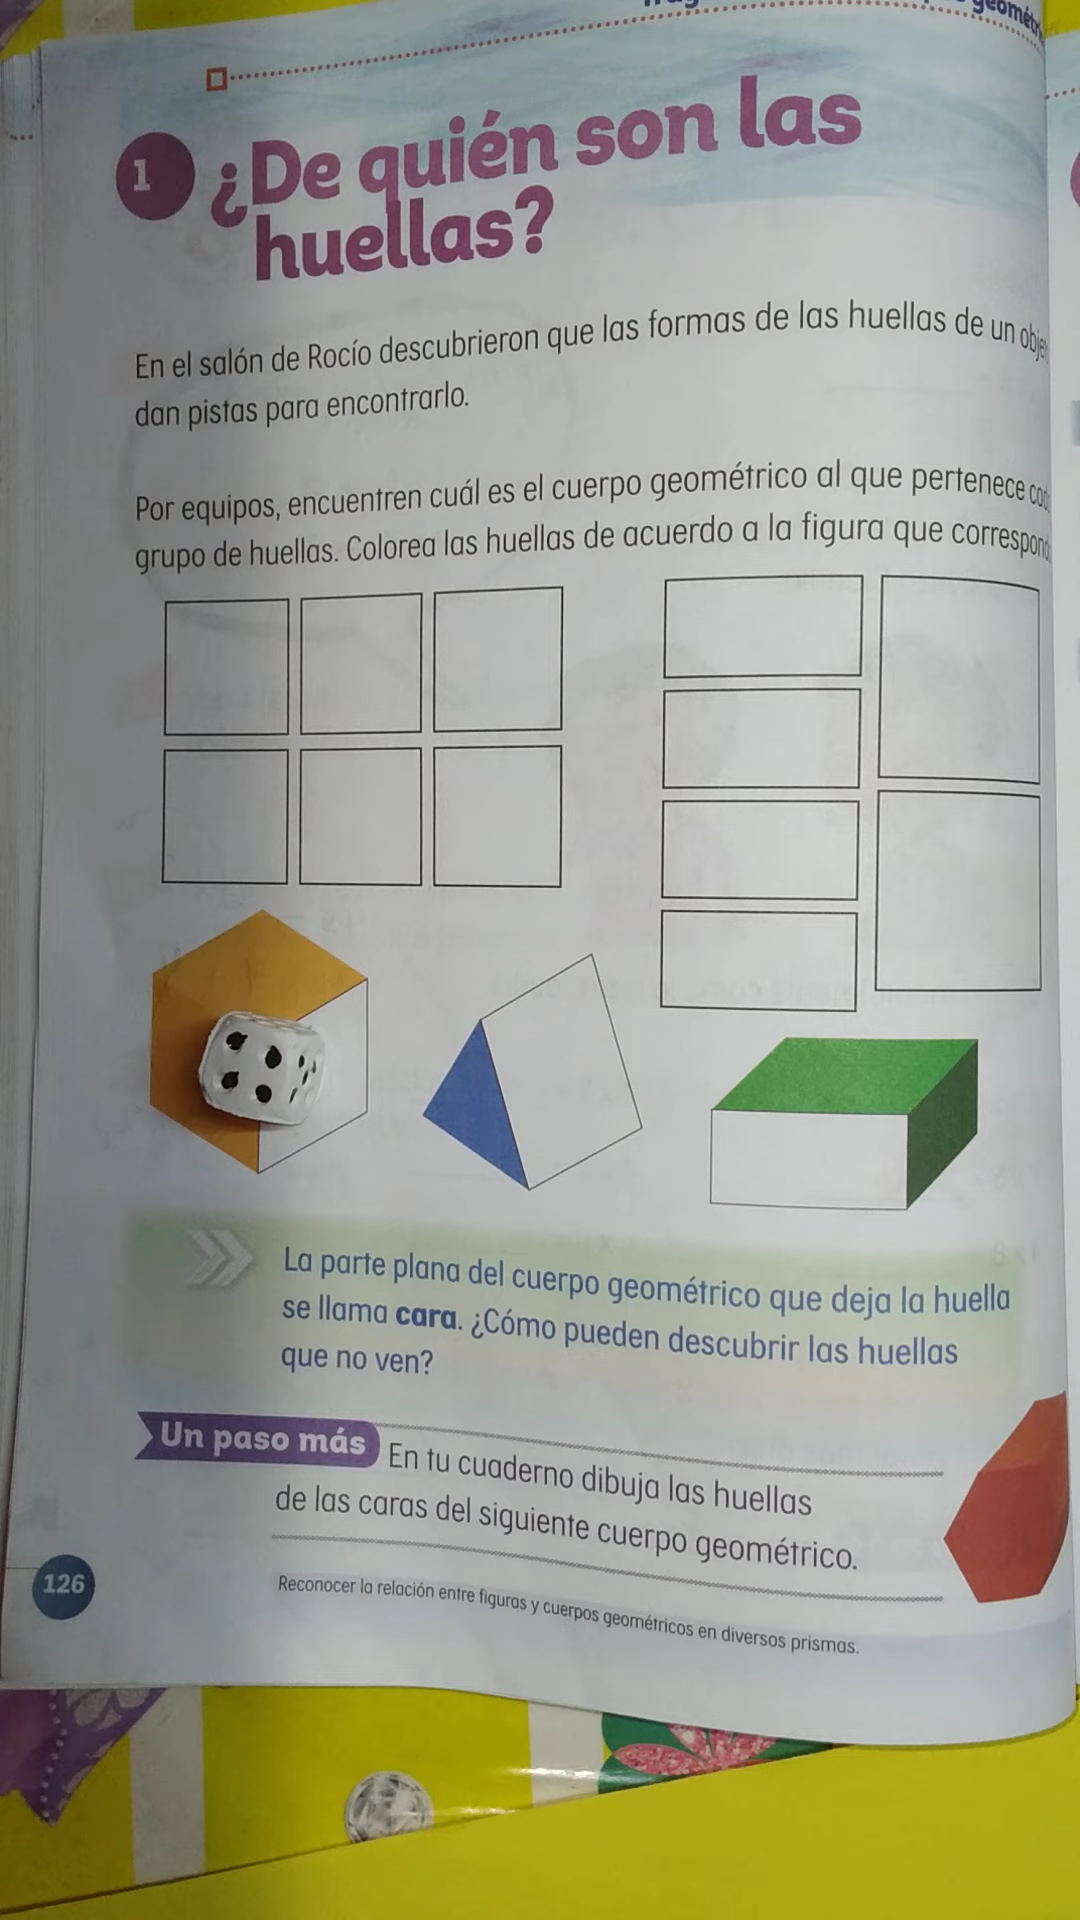 geométr
1 ¿De quién son las
huellas?
En el salón de Rocío descubrieron que las formas de las huellas de un obje
dan pistas para encontrarlo.
Por equipos, encuentren cuál es el cuerpo geométrico al que pertenece cad
grupo de huellas. Colorea las huellas de acuerdo a la figura que correspond
La parte plana del cuerpo geométrico que deja la huella
se llama cara. ¿Cómo pueden descubrir las huellas
que no ven?
Un paso más En tu cuaderno dibuja las huellas
de las caras del siguiente cuerpo geométrico.
126
Reconocer la relación entre figuras y cuerpos geométricos en diversos prismas.